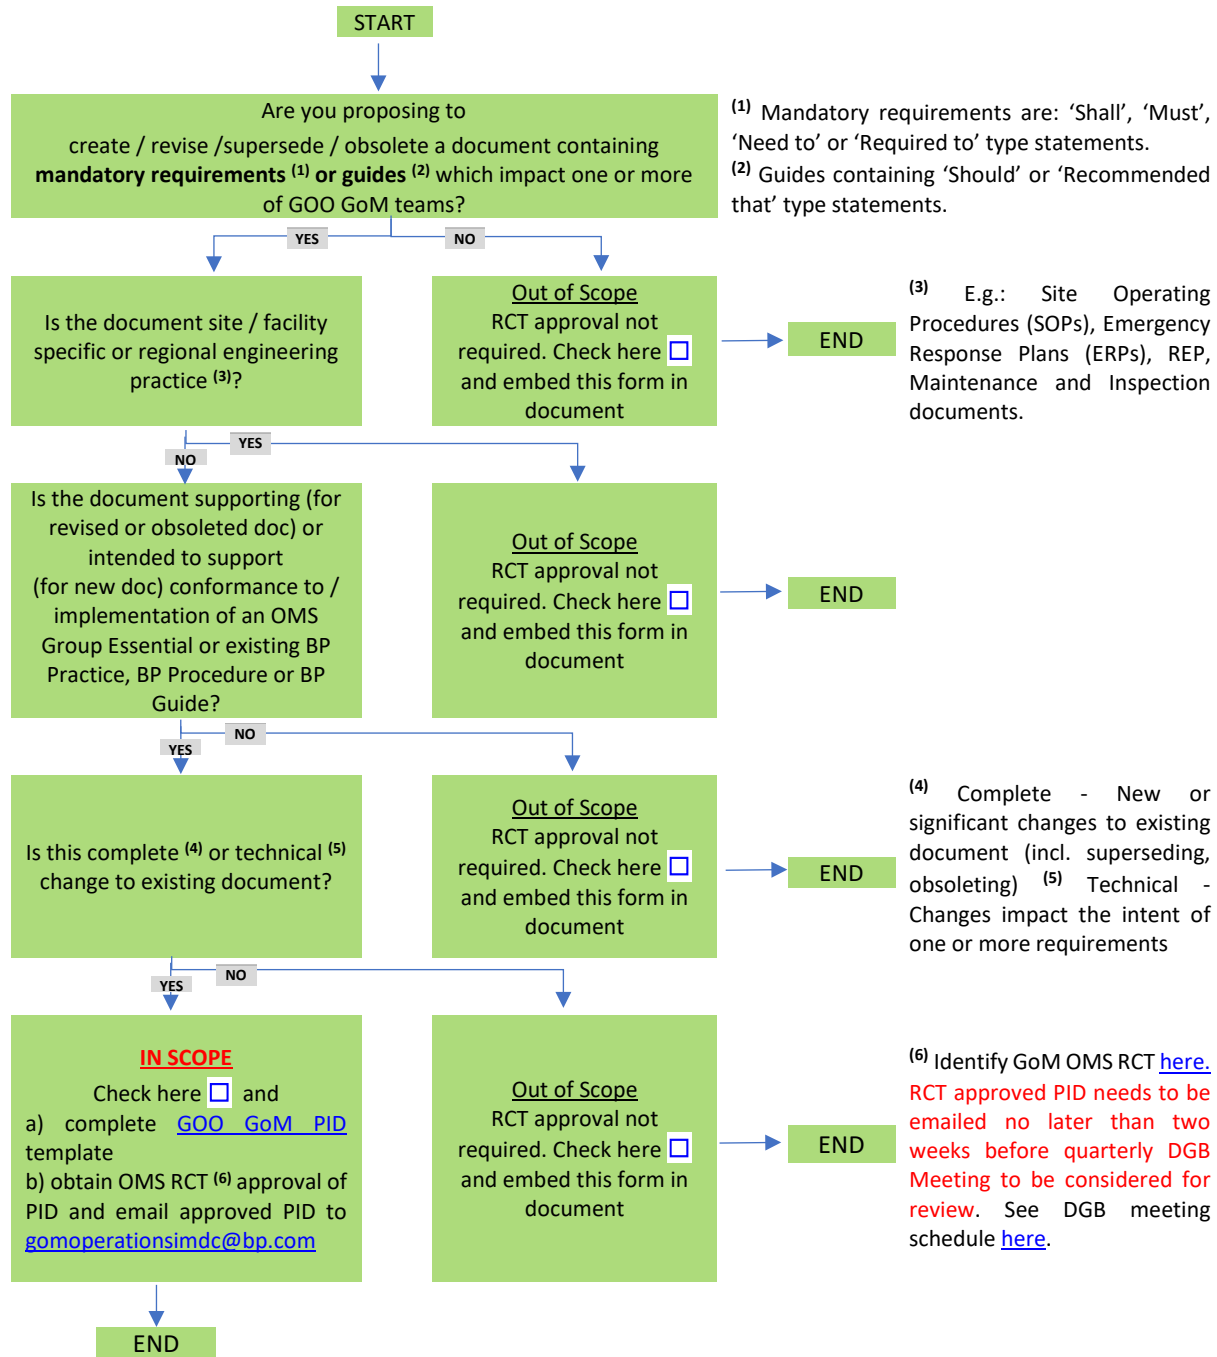 START
Are you proposing to
create / revise /supersede / obsolete a document containing
mandatory requirements (1) or guides (2) which impact one or more
of GOO GoM teams?
(1) Mandatory requirements are: ‘Shall’, ‘Must’,
‘Need to’ or ‘Required to’ type statements.
(2) Guides containing ‘Should’ or ‘Recommended
that’ type statements.
YES
NO
Is the document site / facility
specific or regional engineering
practice (3)?
Out of Scope
RCT approval not
required. Check here ☐
and embed this form in
document
END
(3) E.g.: Site Operating
Procedures (SOPs), Emergency
Response Plans (ERPs), REP,
Maintenance and Inspection
documents.
YES
NO
Is the document supporting (for
revised or obsoleted doc) or
intended to support
(for new doc) conformance to /
implementation of an OMS
Group Essential or existing BP
Practice, BP Procedure or BP
Guide?
Out of Scope
RCT approval not
required. Check here ☐
and embed this form in
document
END
NO
YES
Is this complete (4) or technical (5)
change to existing document?
Out of Scope
RCT approval not
required. Check here ☐
and embed this form in
document
END
(4) Complete - New or
significant changes to existing
document (incl. superseding,
obsoleting) (5) Technical -
Changes impact the intent of
one or more requirements
NO
YES
IN SCOPE
Check here ☐ and
a) complete GOO GoM PID
template
b) obtain OMS RCT (6) approval of
PID and email approved PID to
gomoperationsimdc@bp.com
Out of Scope
RCT approval not
required. Check here ☐
and embed this form in
document
END
(6) Identify GoM OMS RCT here.
RCT approved PID needs to be
emailed no later than two
weeks before quarterly DGB
Meeting to be considered for
review. See DGB meeting
schedule here.
END